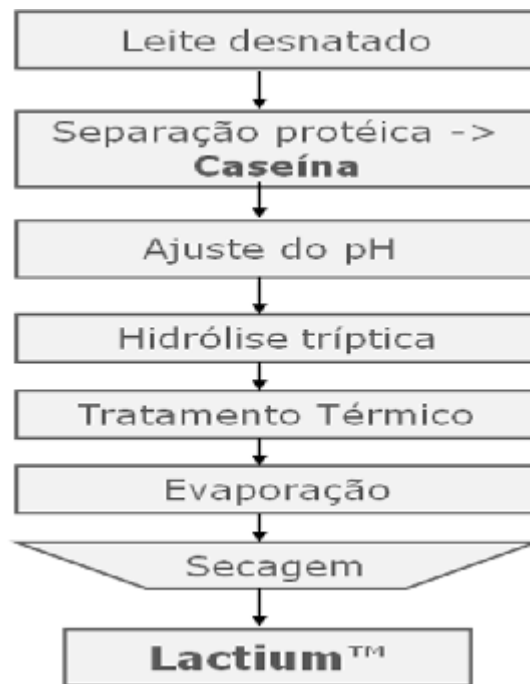 Leite desnatado
Separação protéica ->
Caseína
Ajuste do pH
Hidrólise tríptica
Tratamento Térmico
Evaporação
Secagem
Lactium™